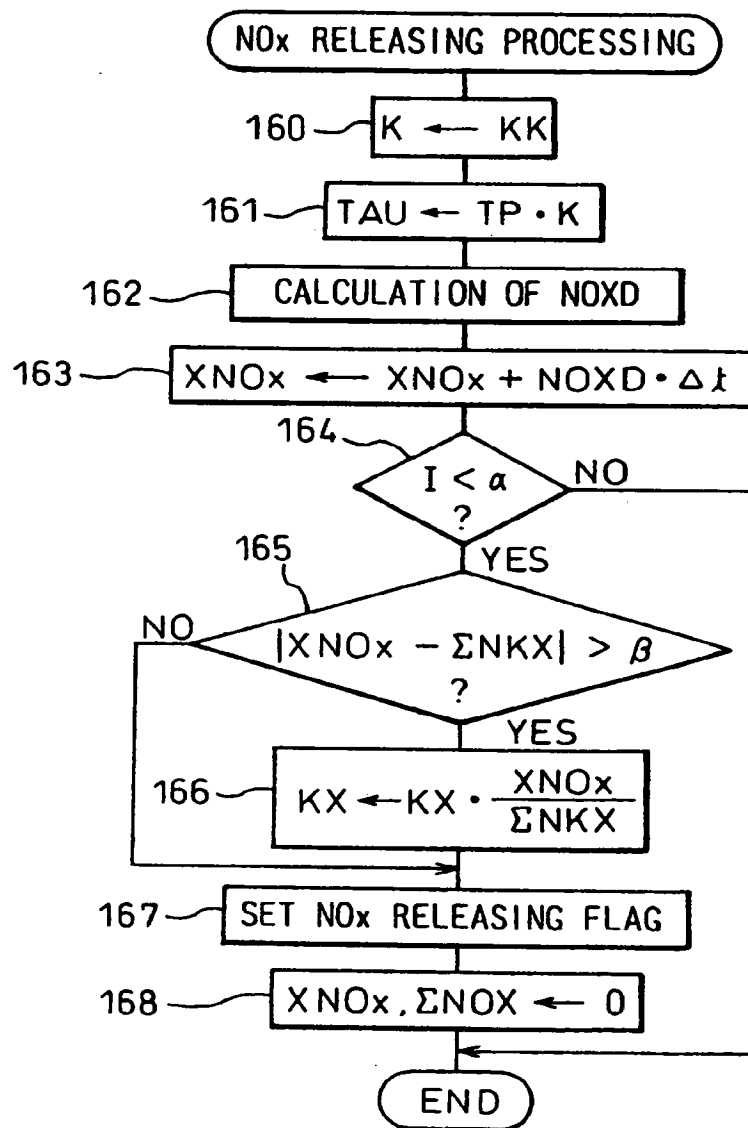 NOx RELEASING PROCESSING
160
K ← KK
161
TAU ← TP · K
162
CALCULATION OF NOXD
163
XNOx ← XNOx + NOXD · Δt
164
I < α
?
NO
YES
165
NO
|XNOx − ΣNKX| > β
?
YES
166
KX ← KX · XNOx
ΣNKX
167
SET NOx RELEASING FLAG
168
XNOx, ΣNOX ← 0
END